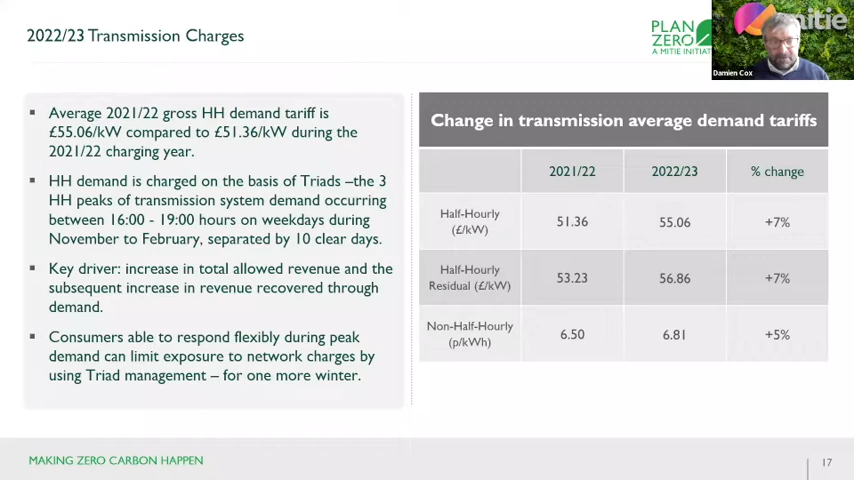 2022/23 Transmission Charges
PLAN
ZERO
A MITIE INITIA
mitie
Damien Cox
Average 2021/22 gross HH demand tariff is
£55.06/kW compared to £51.36/kW during the
2021/22 charging year.
HH demand is charged on the basis of Triads –the 3
HH peaks of transmission system demand occurring
between 16:00 - 19:00 hours on weekdays during
November to February, separated by 10 clear days.
Key driver: increase in total allowed revenue and the
subsequent increase in revenue recovered through
demand.
Consumers able to respond flexibly during peak
demand can limit exposure to network charges by
using Triad management – for one more winter.
Change in transmission average demand tariffs
2021/22 2022/23 % change
Half-Hourly
(£/kW) 51.36 55.06 +7%
Half-Hourly
Residual (£/kW) 53.23 56.86 +7%
Non-Half-Hourly
(p/kWh) 6.50 6.81 +5%
MAKING ZERO CARBON HAPPEN
17